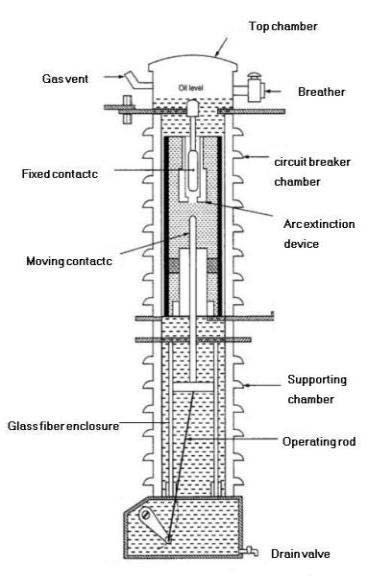 Top chamber
Gas vent
Oil level
Breather
Fixed contactc
circuit breaker
chamber
Arc extinction
device
Moving contactc
Supporting
chamber
Glass fiber enclosure
Operating rod
Drain valve